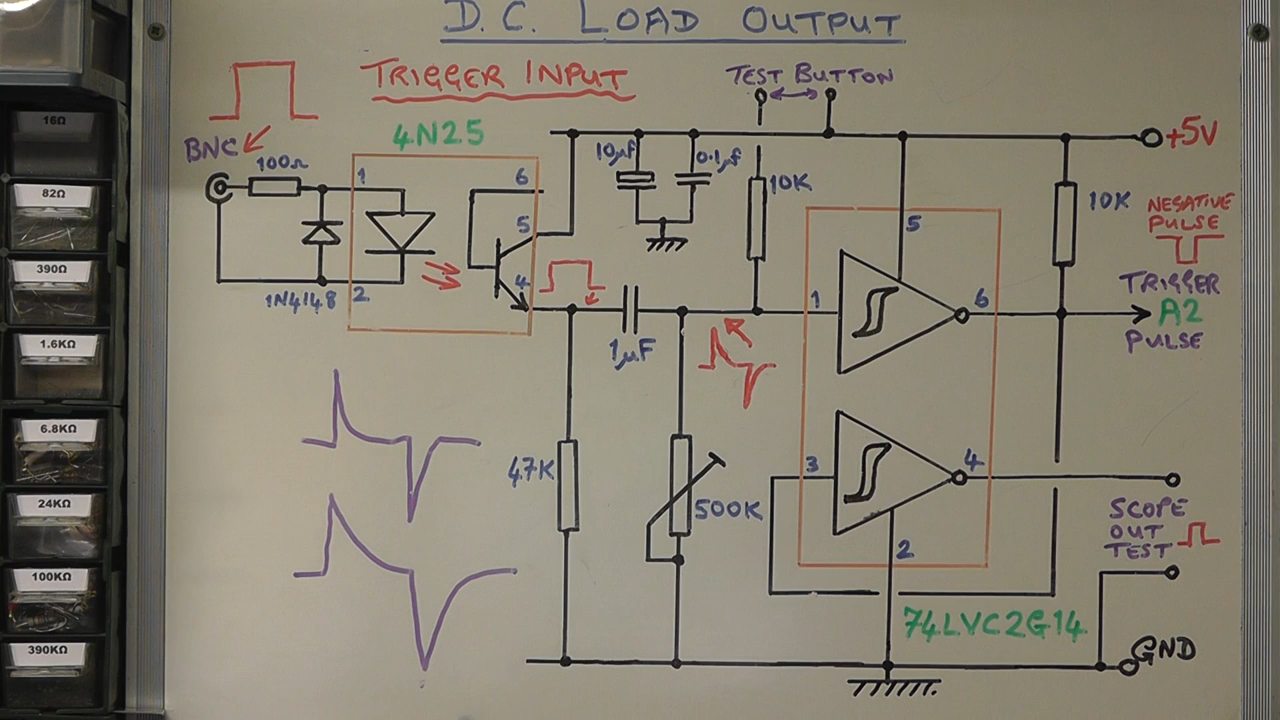 D.C. LOAD OUTPUT
TRIGGER INPUT
TEST BUTTON
BNC
100Ω
4N25
1
2
6
5
4
1N4148
10µF
0.1µF
10K
+5V
10K
NEGATIVE
PULSE
TRIGGER
A2
PULSE
1µF
1
5
6
3
4
2
47K
500K
SCOPE
OUT
TEST
74LVC2G14
GND
16Ω
82Ω
390Ω
1.6KΩ
6.8KΩ
24KΩ
100KΩ
390KΩ